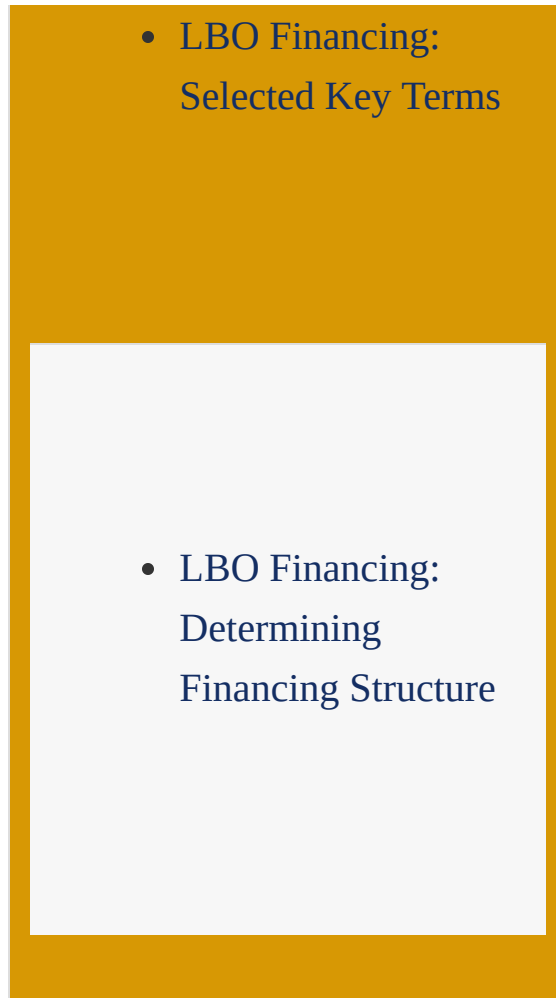 • LBO Financing:
Selected Key Terms
• LBO Financing:
Determining
Financing Structure